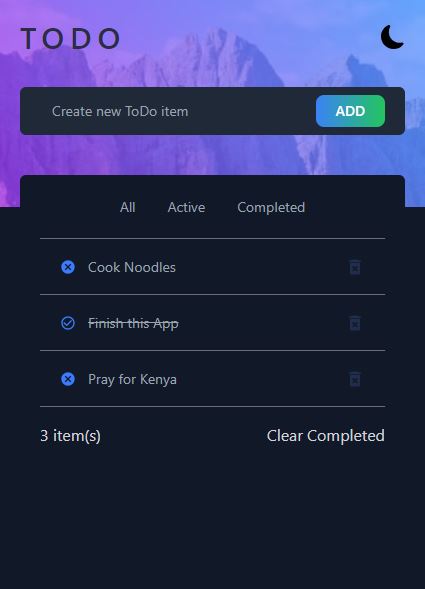 TODO
Create new ToDo item
ADD
All Active Completed
Cook Noodles
Finish this App
Pray for Kenya
3 item(s) Clear Completed